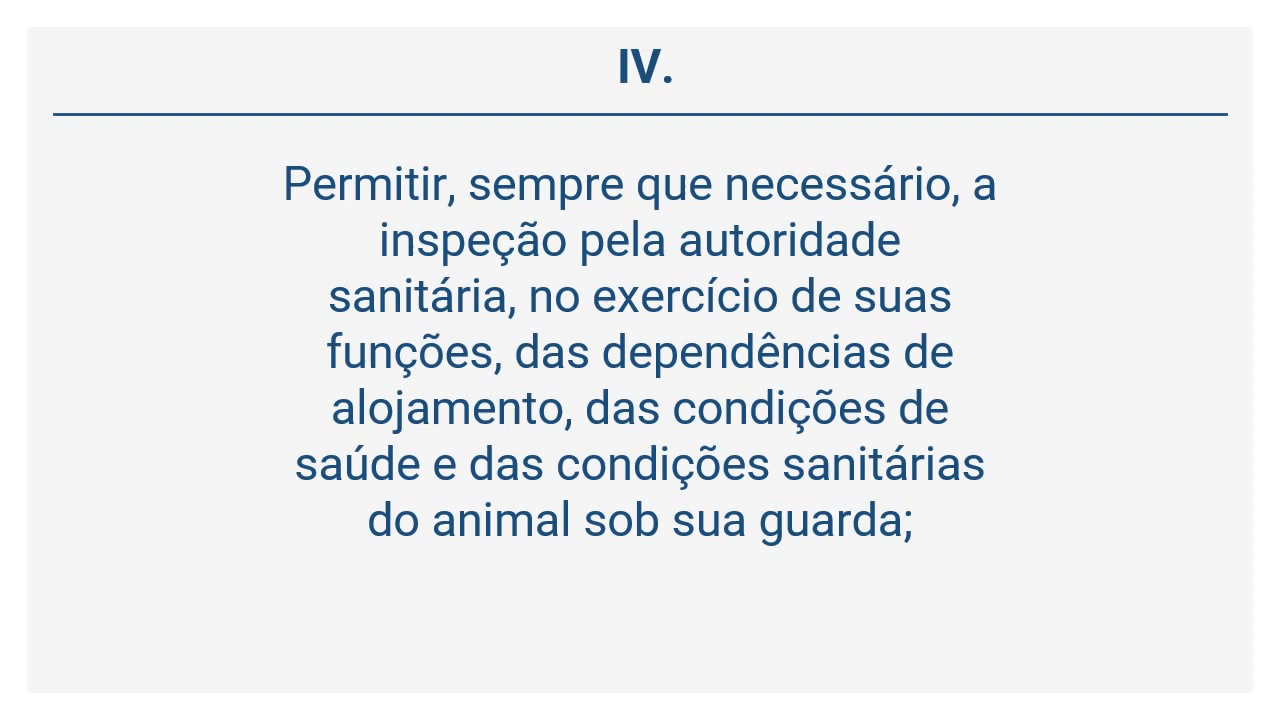 IV.
Permitir, sempre que necessário, a
inspeção pela autoridade
sanitária, no exercício de suas
funções, das dependências de
alojamento, das condições de
saúde e das condições sanitárias
do animal sob sua guarda;